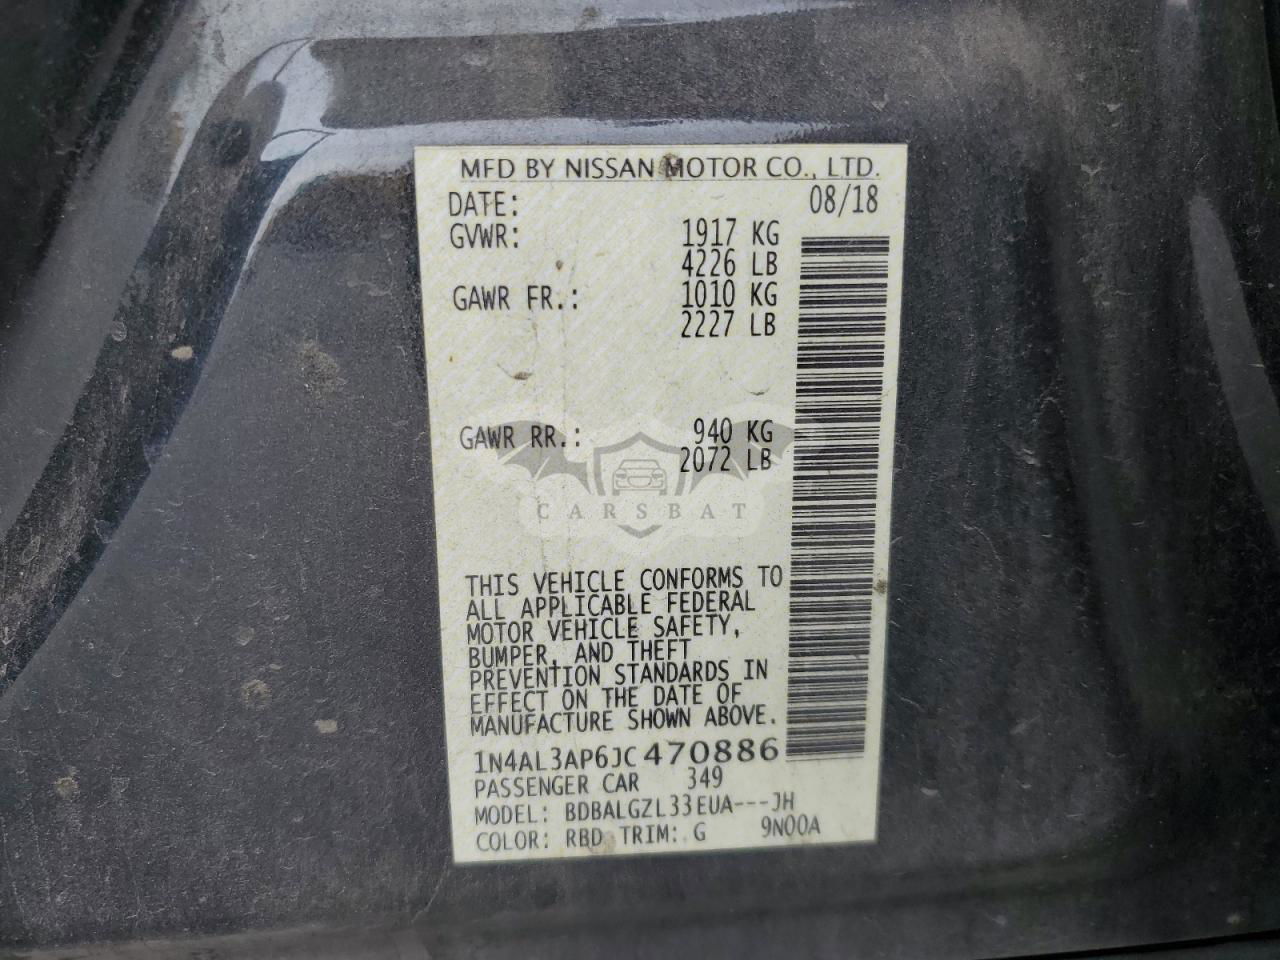 MFD BY NISSAN MOTOR CO., LTD.
DATE: 08/18
GVWR: 1917 KG
4226 LB
GAWR FR.: 1010 KG
2227 LB
GAWR RR.: 940 KG
2072 LB
CARSBAT
THIS VEHICLE CONFORMS TO
ALL APPLICABLE FEDERAL
MOTOR VEHICLE SAFETY,
BUMPER, AND THEFT
PREVENTION STANDARDS IN
EFFECT ON THE DATE OF
MANUFACTURE SHOWN ABOVE.
1N4AL3AP6JC470886
PASSENGER CAR 349
MODEL: BDBALGZL33EUA---JH
COLOR: RBD TRIM: G 9N00A